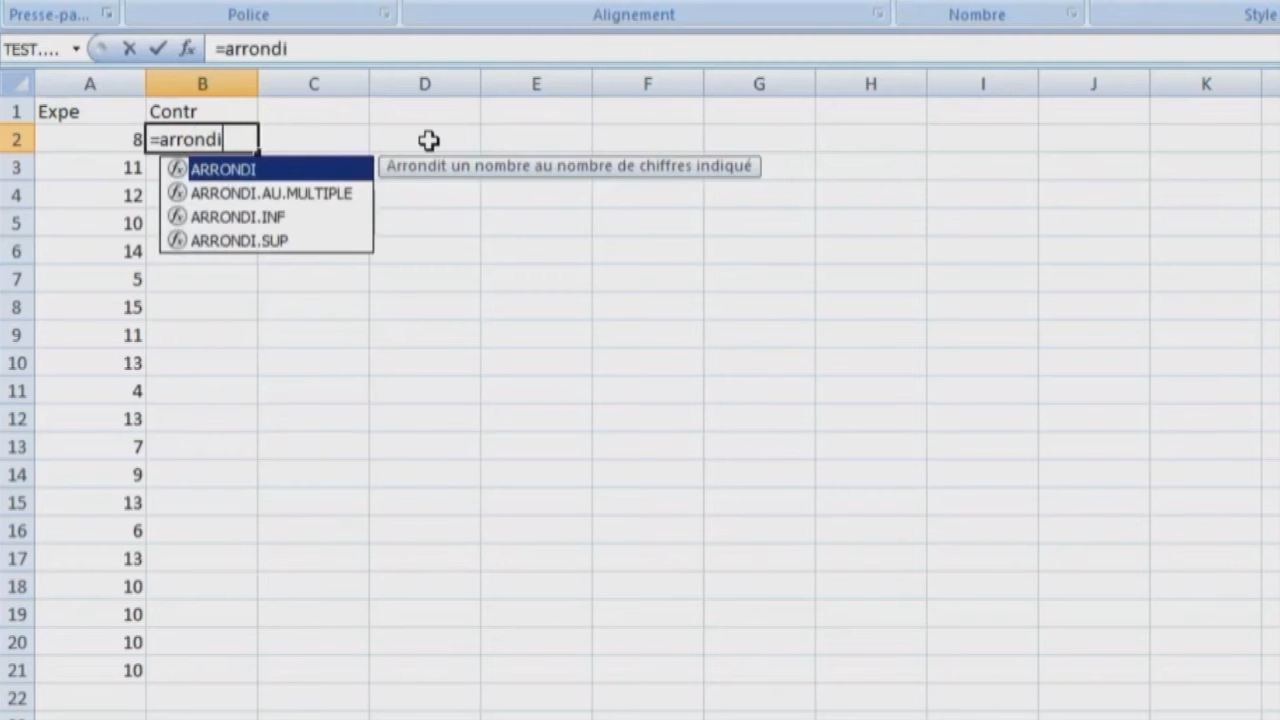 Presse-pa... Police Alignement Nombre Style
TEST.... fx =arrondi
A B C D E F G H I J K
1 Expe Contr
2 8 =arrondi
3 11 ARRONDI Arrondit un nombre au nombre de chiffres indiqué
4 12 ARRONDI.AU.MULTIPLE
5 10 ARRONDI.INF
6 14 ARRONDI.SUP
7 5
8 15
9 11
10 13
11 4
12 13
13 7
14 9
15 13
16 6
17 13
18 10
19 10
20 10
21 10
22